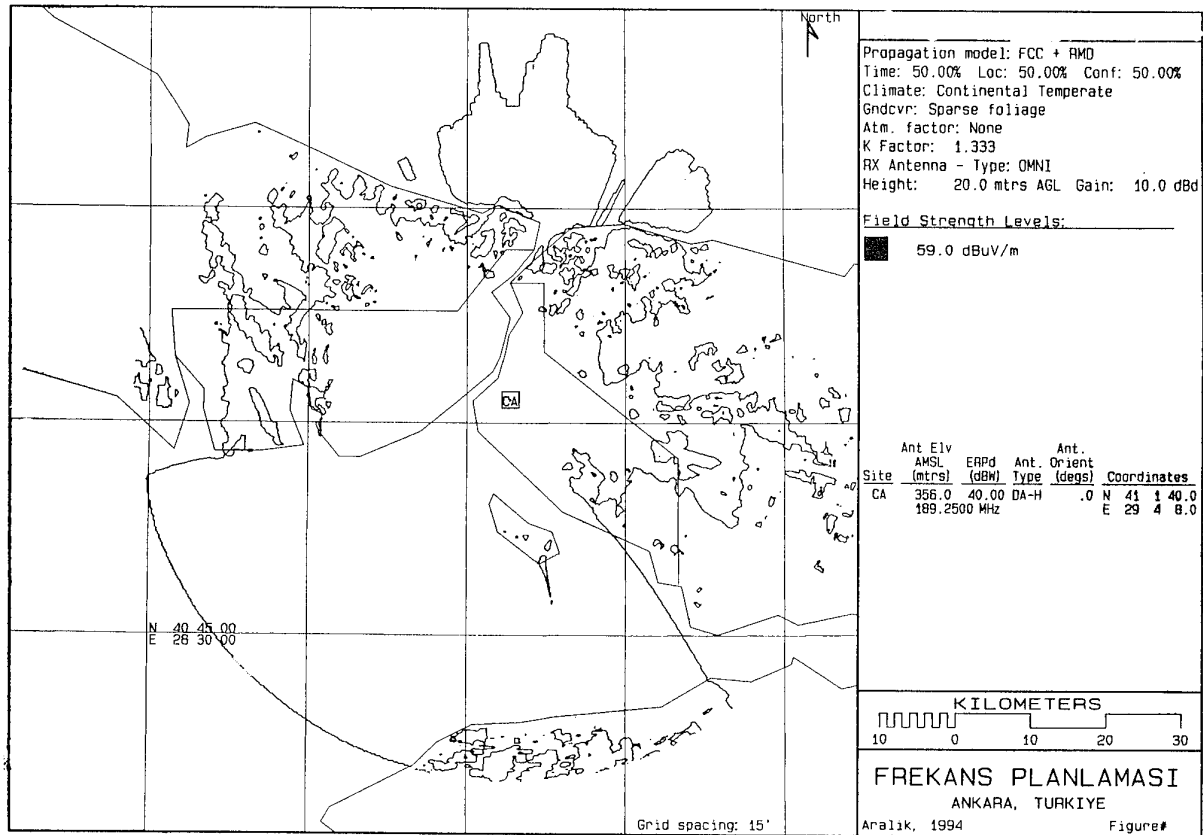 North
CA
N 40 45 00
E 28 30 00
Grid spacing: 15'
Propagation model: FCC + RMD
Time: 50.00% Loc: 50.00% Conf: 50.00%
Climate: Continental Temperate
Gndcvr: Sparse foliage
Atm. factor: None
K Factor: 1.333
RX Antenna - Type: OMNI
Height: 20.0 mtrs AGL Gain: 10.0 dBd
Field Strength Levels:
59.0 dBuV/m
Ant Elv Ant.
AMSL ERPd Ant. Orient
Site (mtrs) (dBW) Type (degs) Coordinates
CA 356.0 40.00 DA-H .0 N 41 1 40.0
189.2500 MHz E 29 4 8.0
KILOMETERS
10 0 10 20 30
FREKANS PLANLAMASI
ANKARA, TURKIYE
Aralik, 1994 Figure#